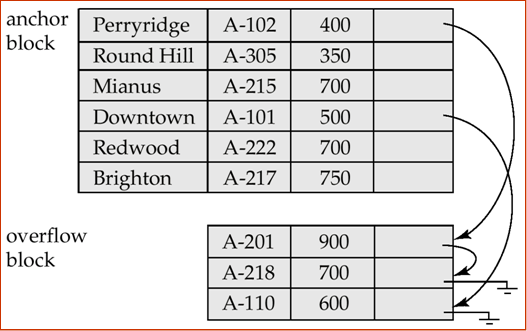 anchor block
Perryridge A-102 400
Round Hill A-305 350
Mianus A-215 700
Downtown A-101 500
Redwood A-222 700
Brighton A-217 750
overflow block
A-201 900
A-218 700
A-110 600